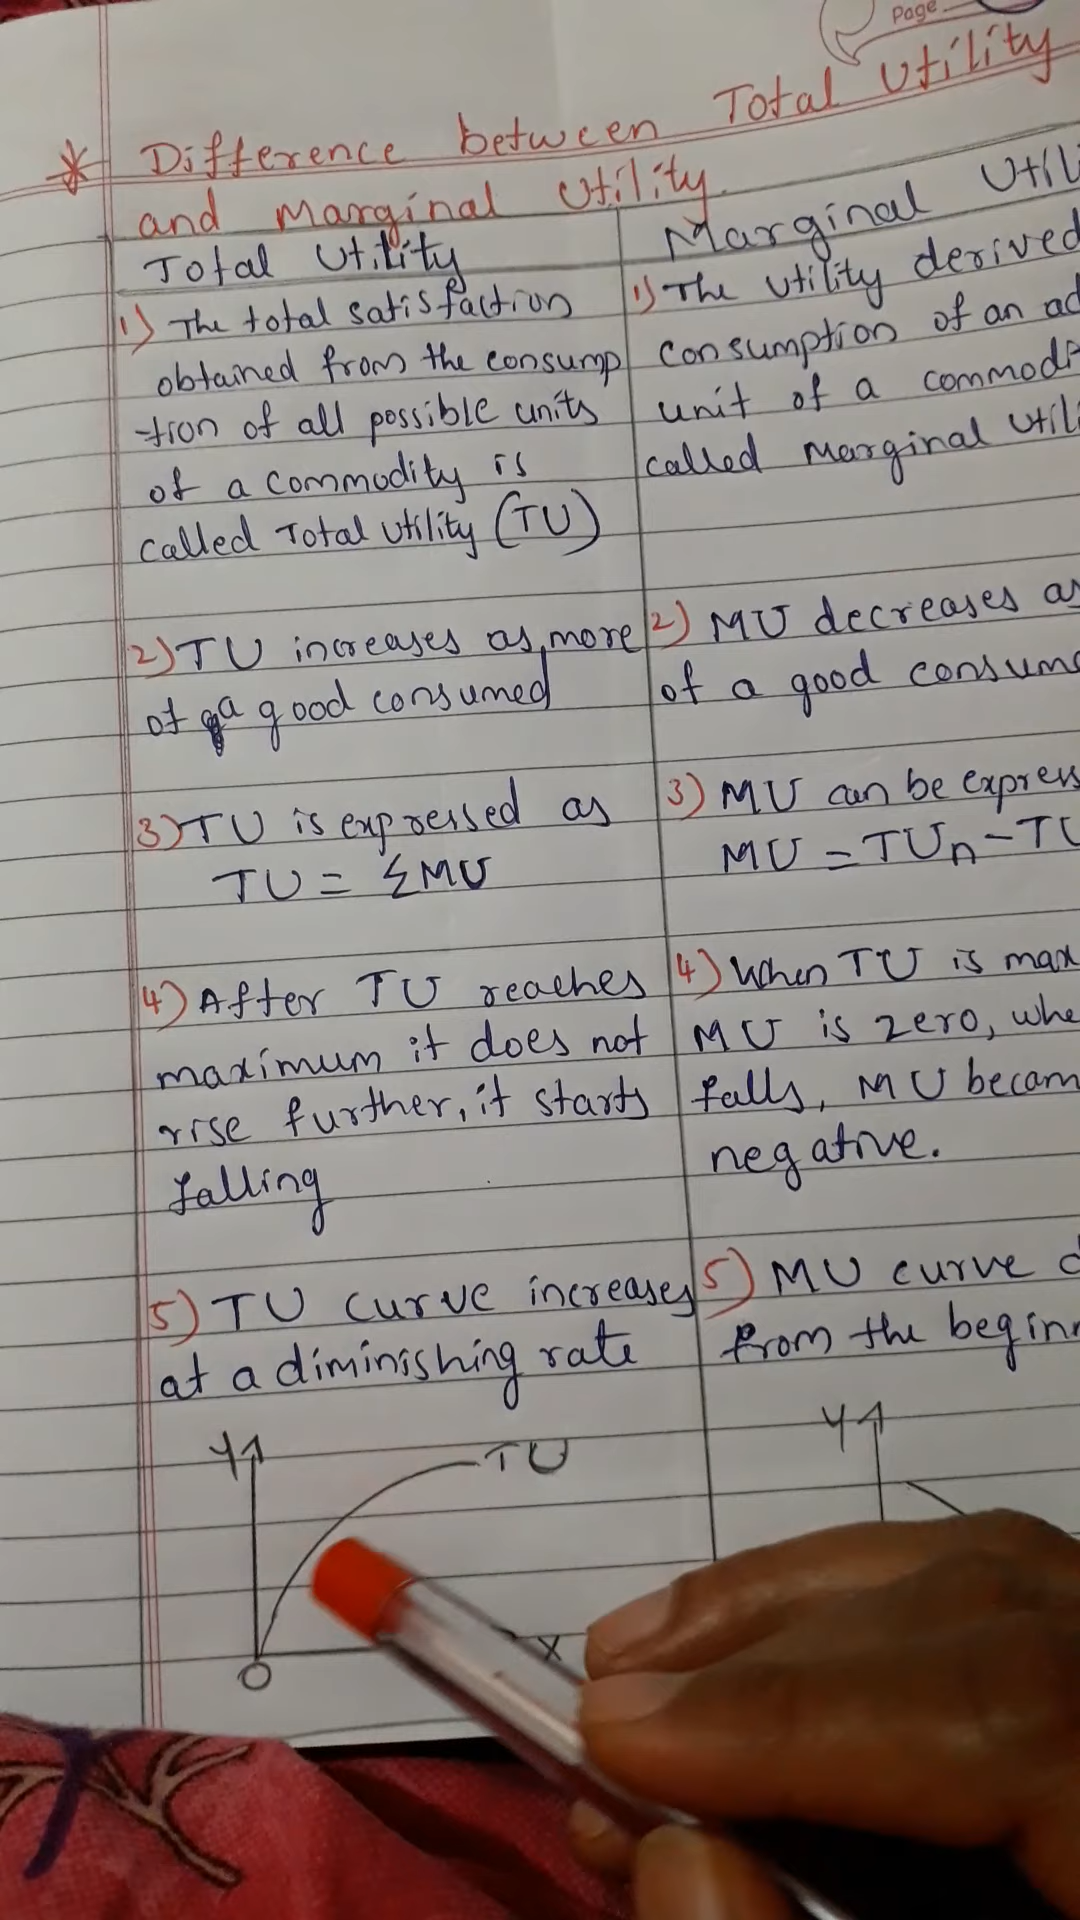 Page
* Difference between Total Utility
and Marginal Utility.
Total Utility
1) The total satisfaction
obtained from the consump
-tion of all possible units
of a commodity is
called Total Utility (TU)
2) TU increases as more
of a good consumed
3) TU is expressed as
TU = ΣMU
4) After TU reaches
maximum it does not
rise further, it starts
falling
5) TU curve increases
at a diminishing rate
Y
TU
X
O
Marginal
1) The utility derived
consumption of an
unit of a
called Marginal
2) MU decreases as
of a good
3) MU can be
MU = TUn -
4) When TU is
MU is zero,
falls, MU
negative.
5) MU curve
from the
Y